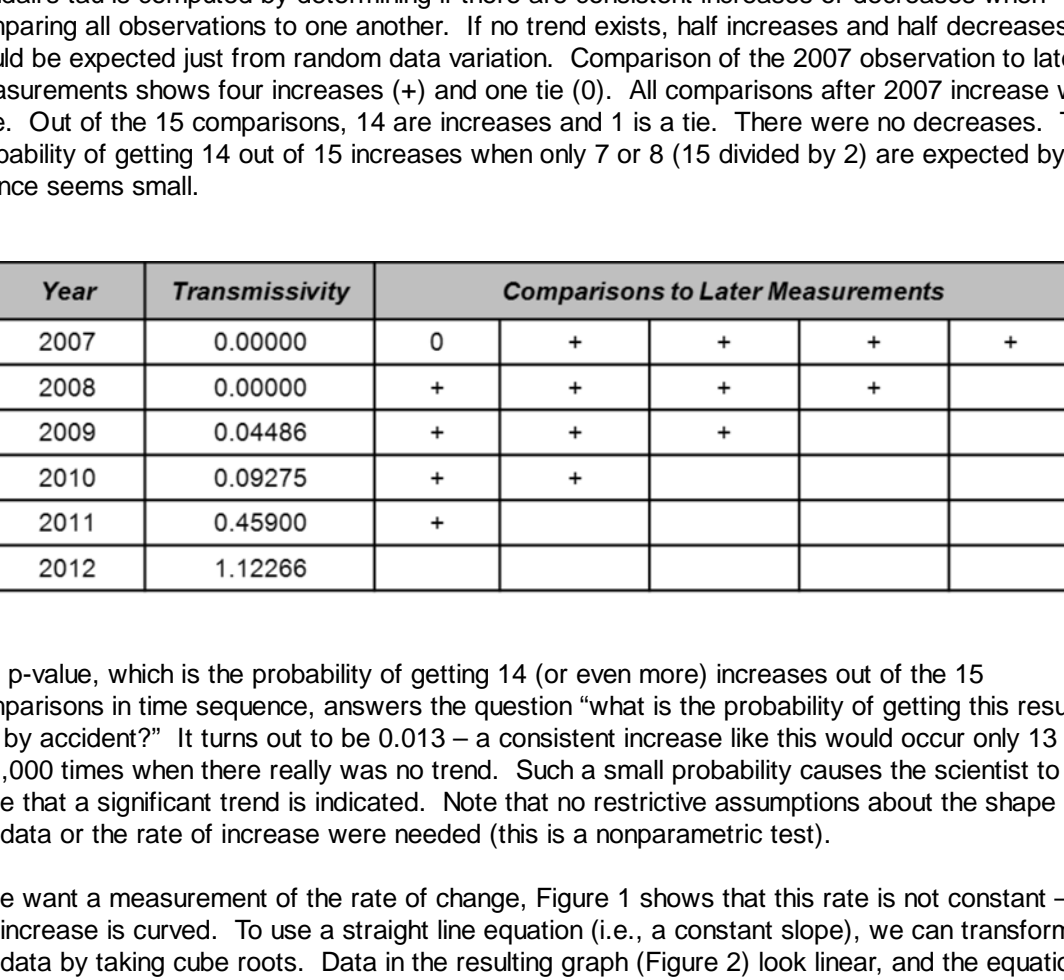 dall's tau is computed by determining if there are consistent increases or decreases when
mparing all observations to one another. If no trend exists, half increases and half decreases
uld be expected just from random data variation. Comparison of the 2007 observation to late
asurements shows four increases (+) and one tie (0). All comparisons after 2007 increase w
e. Out of the 15 comparisons, 14 are increases and 1 is a tie. There were no decreases. T
bability of getting 14 out of 15 increases when only 7 or 8 (15 divided by 2) are expected by
nce seems small.
Year Transmissivity Comparisons to Later Measurements
2007 0.00000 0 + + + +
2008 0.00000 + + + +
2009 0.04486 + + +
2010 0.09275 + +
2011 0.45900 +
2012 1.12266
p-value, which is the probability of getting 14 (or even more) increases out of the 15
mparisons in time sequence, answers the question “what is the probability of getting this resu
by accident?” It turns out to be 0.013 – a consistent increase like this would occur only 13
,000 times when there really was no trend. Such a small probability causes the scientist to
e that a significant trend is indicated. Note that no restrictive assumptions about the shape
data or the rate of increase were needed (this is a nonparametric test).
e want a measurement of the rate of change, Figure 1 shows that this rate is not constant –
increase is curved. To use a straight line equation (i.e., a constant slope), we can transform
data by taking cube roots. Data in the resulting graph (Figure 2) look linear, and the equati